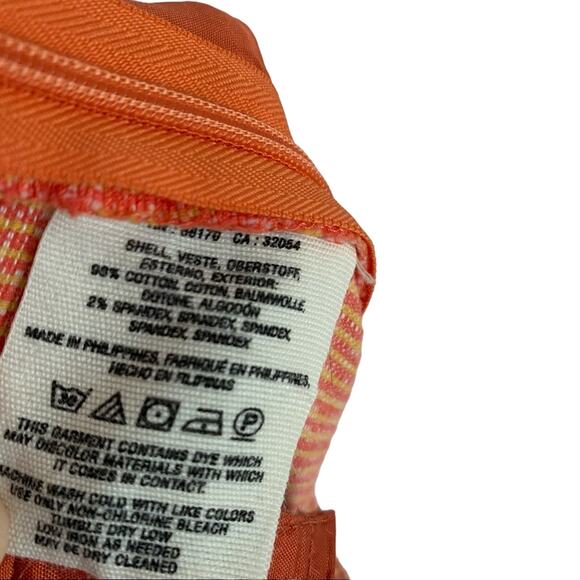 CA: 32054
SHELL, VESTE, OBERSTOFF,
ESTERNO, EXTERIOR:
98% COTTON, COTON, BAUMWOLLE,
COTONE, ALGODÓN
2% SPANDEX, SPANDEX, SPANDEX,
SPANDEX, SPANDEX
MADE IN PHILIPPINES, FABRIQUÉ EN PHILIPPINES,
HECHO EN FILIPINAS
30 P
THIS GARMENT CONTAINS DYE WHICH
MAY DISCOLOR MATERIALS WITH WHICH
IT COMES IN CONTACT.
MACHINE WASH COLD WITH LIKE COLORS
USE ONLY NON-CHLORINE BLEACH
TUMBLE DRY LOW
LOW IRON AS NEEDED
MAY BE DRY CLEANED